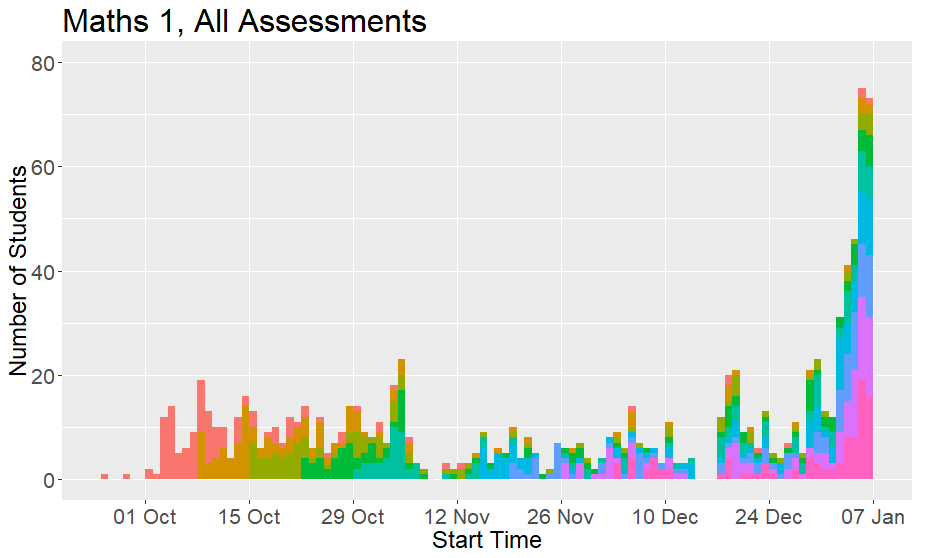 Maths 1, All Assessments
Number of Students
80
60
40
20
0
01 Oct 15 Oct 29 Oct 12 Nov 26 Nov 10 Dec 24 Dec 07 Jan
Start Time